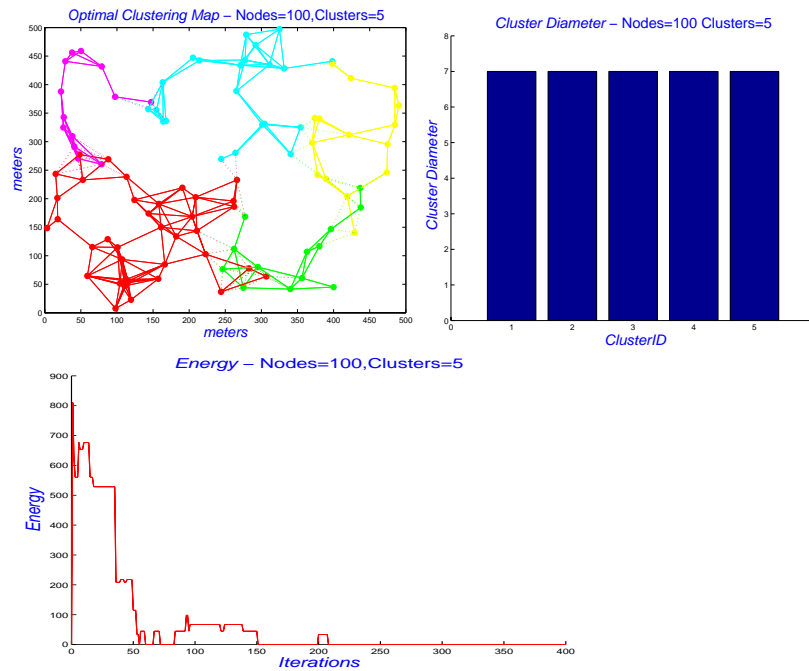 Optimal Clustering Map – Nodes=100,Clusters=5
500
450
400
350
300
250
200
150
100
50
0
meters
0 50 100 150 200 250 300 350 400 450 500
meters
Cluster Diameter – Nodes=100 Clusters=5
8
7
6
5
4
3
2
1
0
Cluster Diameter
0 1 2 3 4 5
ClusterID
Energy – Nodes=100,Clusters=5
900
800
700
600
500
400
300
200
100
0
Energy
0 50 100 150 200 250 300 350 400
Iterations